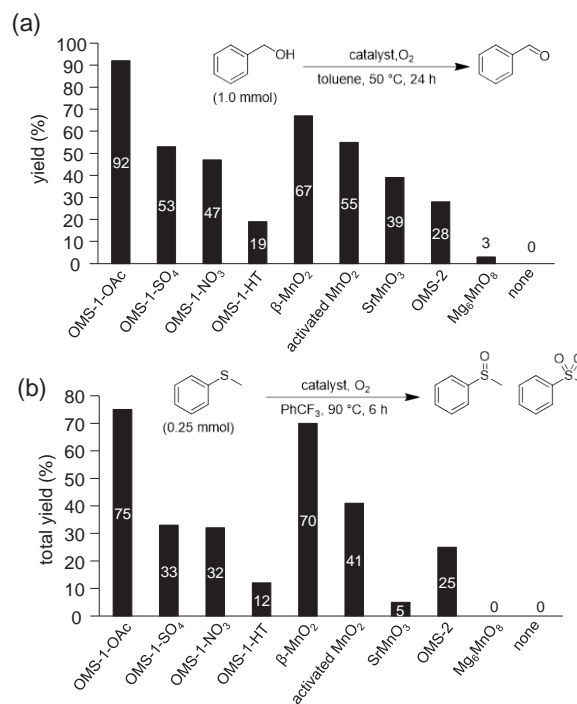 (a)
100
90
80
70
60
50
40
30
20
10
0
yield (%)
OH
(1.0 mmol)
catalyst,O2
toluene, 50 °C, 24 h
O
92
53
47
19
67
55
39
28
3
0
OMS-1-OAc
OMS-1-SO4
OMS-1-NO3
OMS-1-HT
β-MnO2
activated MnO2
SrMnO3
OMS-2
Mg6MnO8
none
(b)
80
70
60
50
40
30
20
10
0
total yield (%)
S
(0.25 mmol)
catalyst, O2
PhCF3, 90 °C, 6 h
O
S
O O
S
75
33
32
12
70
41
5
25
0
0
OMS-1-OAc
OMS-1-SO4
OMS-1-NO3
OMS-1-HT
β-MnO2
activated MnO2
SrMnO3
OMS-2
Mg6MnO8
none